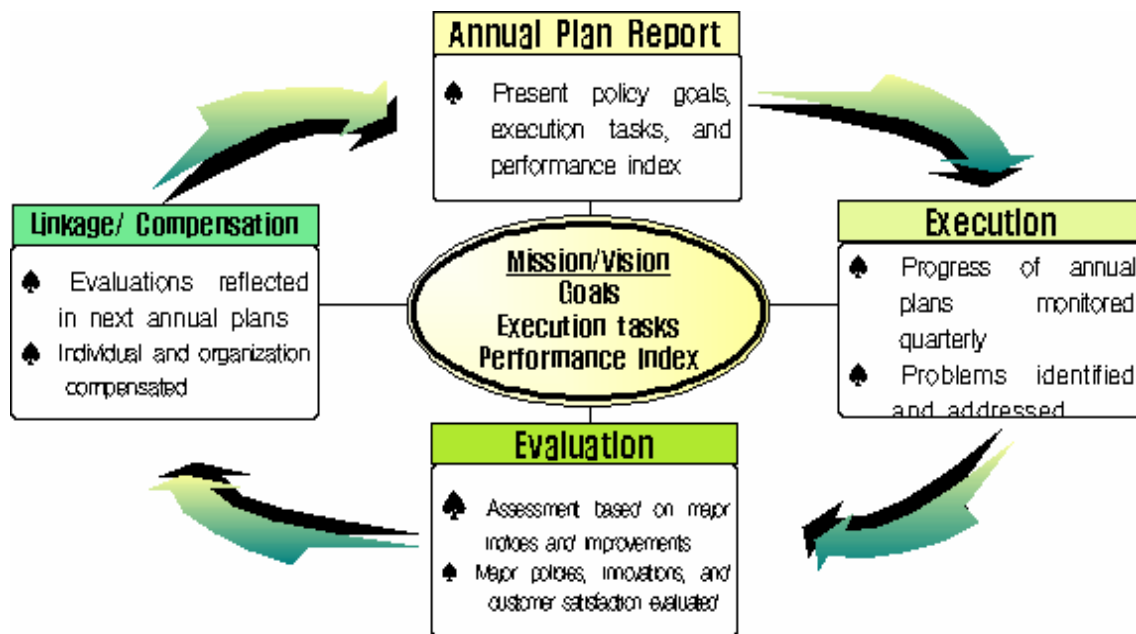 Annual Plan Report
♠ Present policy goals,
execution tasks, and
performance index
Linkage/ Compensation
♠ Evaluations reflected
in next annual plans
♠ Individual and organization
compensated
Mission/Vision
Goals
Execution tasks
Performance Index
Execution
♠ Progress of annual
plans monitored
quarterly
♠ Problems identified
and addressed
Evaluation
♠ Assessment based on major
indices and improvements
♠ Major policies, innovations, and
customer satisfaction evaluated